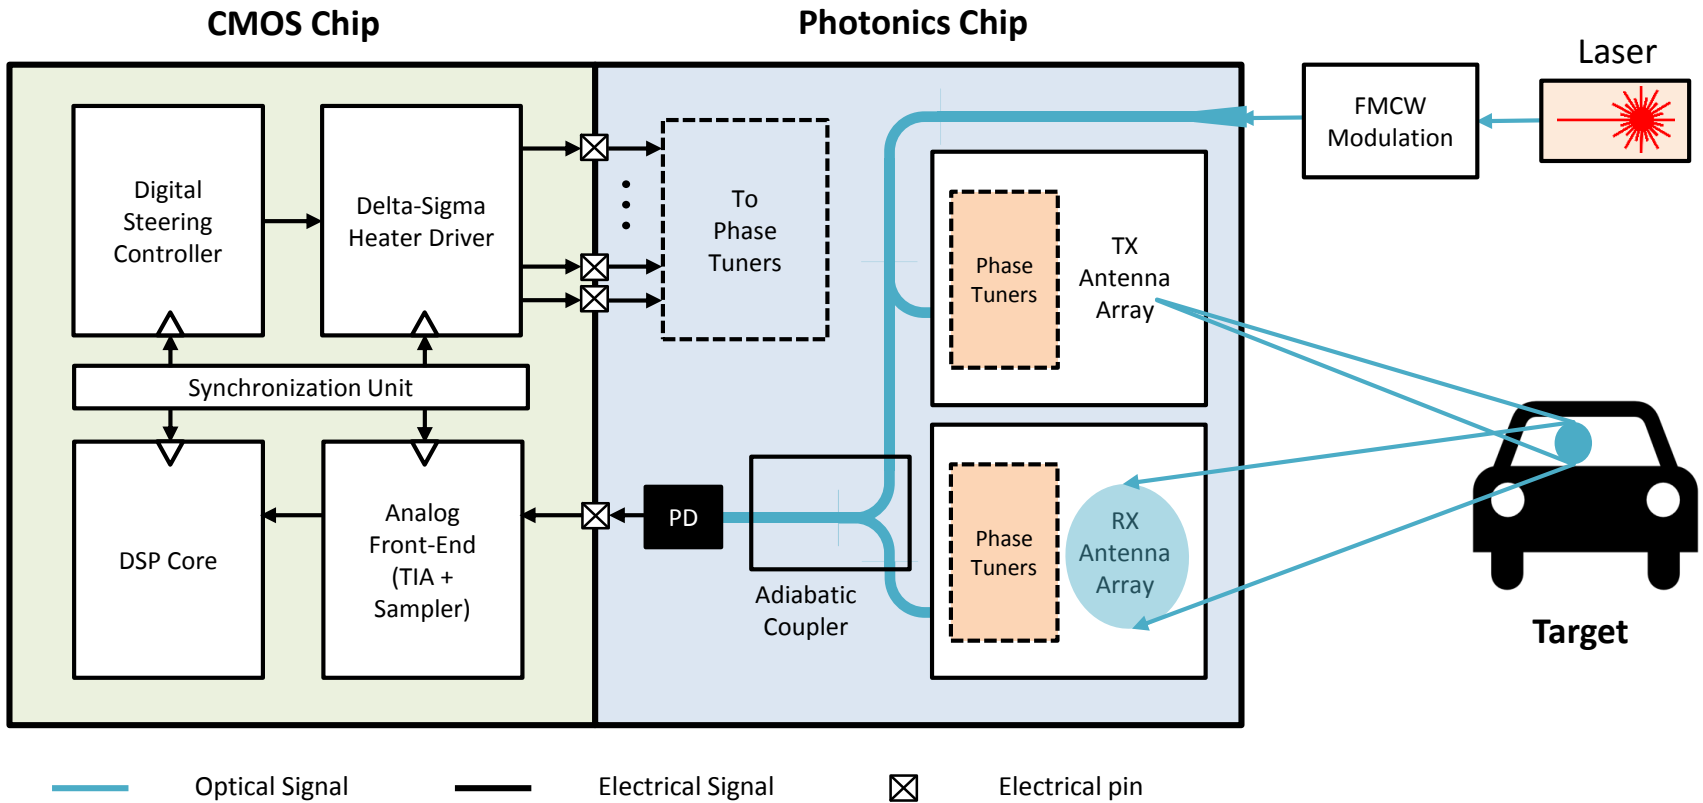 CMOS Chip
Photonics Chip
Laser
FMCW
Modulation
Digital
Steering
Controller
Delta-Sigma
Heater Driver
To
Phase
Tuners
Phase
Tuners
TX
Antenna
Array
Synchronization Unit
DSP Core
Analog
Front-End
(TIA +
Sampler)
PD
Adiabatic
Coupler
Phase
Tuners
RX
Antenna
Array
Target
Optical Signal
Electrical Signal
Electrical pin